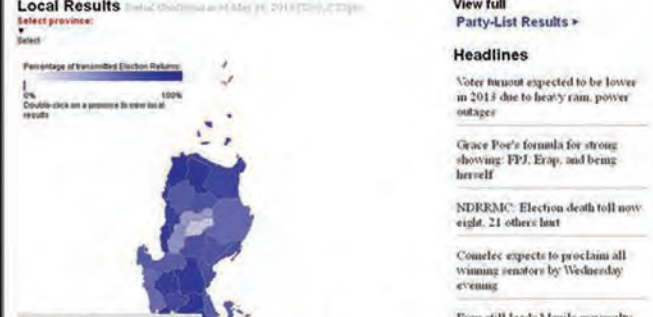 Local Results
Select province:
Select
Percentage of transmitted Election Returns:
0% 100%
Double-click on a province to view local
results
View full
Party-List Results
Headlines
Voter turnout expected to be lower
in 2013 due to heavy rain, power
outages
Grace Poe's formula for strong
showing: FPJ, Erap, and being
herself
NDRRMC: Election death toll now
eight, 21 others hurt
Comelec expects to proclaim all
winning senators by Wednesday
evening